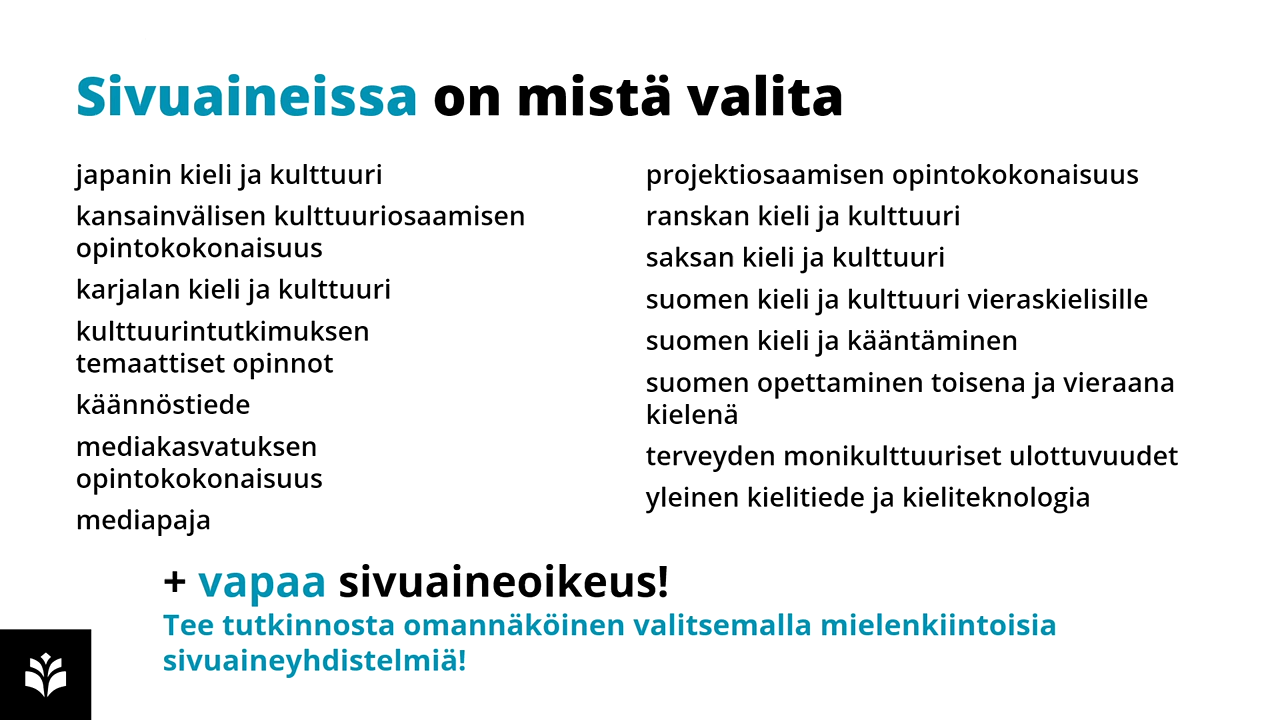 Sivuaineissa on mistä valita
japanin kieli ja kulttuuri
kansainvälisen kulttuuriosaamisen
opintokokonaisuus
karjalan kieli ja kulttuuri
kulttuurintutkimuksen
temaattiset opinnot
käännöstiede
mediakasvatuksen
opintokokonaisuus
mediapaja
projektiosaamisen opintokokonaisuus
ranskan kieli ja kulttuuri
saksan kieli ja kulttuuri
suomen kieli ja kulttuuri vieraskielisille
suomen kieli ja kääntäminen
suomen opettaminen toisena ja vieraana
kielenä
terveyden monikulttuuriset ulottuvuudet
yleinen kielitiede ja kieliteknologia
+ vapaa sivuaineoikeus!
Tee tutkinnosta omannäköinen valitsemalla mielenkiintoisia
sivuaineyhdistelmiä!